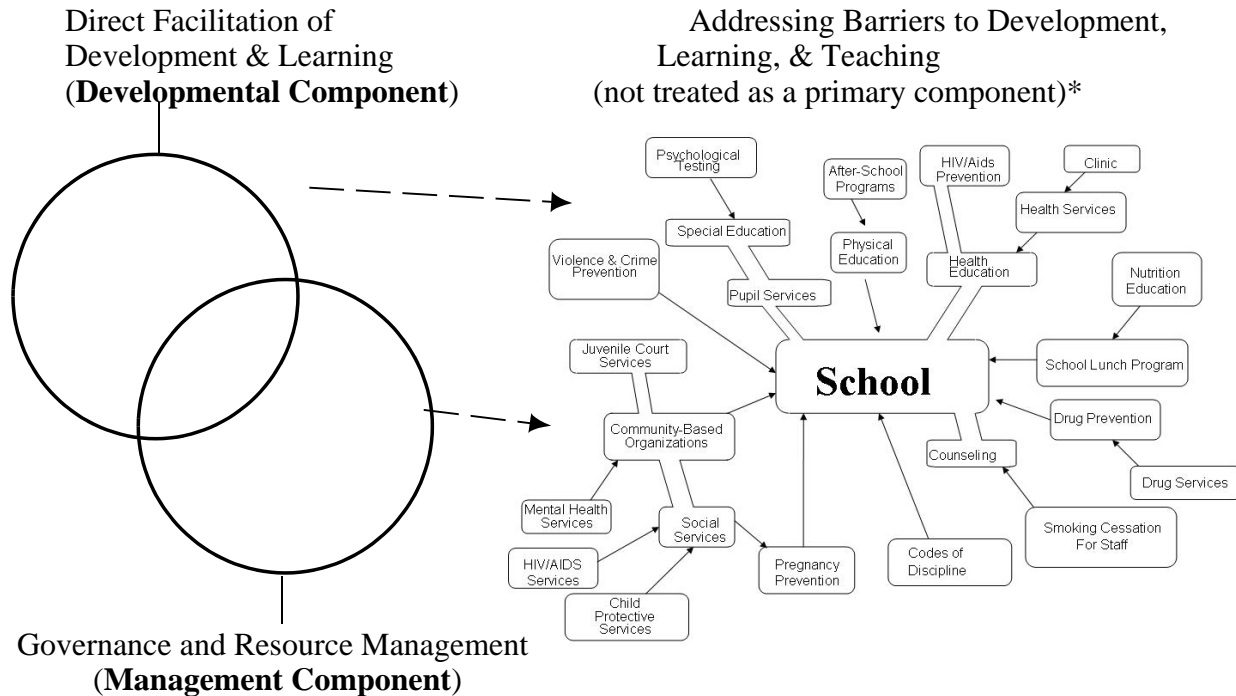 Direct Facilitation of
Development & Learning
(Developmental Component)
Addressing Barriers to Development,
Learning, & Teaching
(not treated as a primary component)*
Psychological
Testing
After-School
Programs
HIV/Aids
Prevention
Clinic
Health Services
Special Education
Physical
Education
Health
Education
Violence & Crime
Prevention
Pupil Services
Nutrition
Education
Juvenile Court
Services
School
School Lunch Program
Community-Based
Organizations
Drug Prevention
Counseling
Drug Services
Mental Health
Services
Social
Services
Smoking Cessation
For Staff
HIV/AIDS
Services
Pregnancy
Prevention
Codes of
Discipline
Child
Protective
Services
Governance and Resource Management
(Management Component)